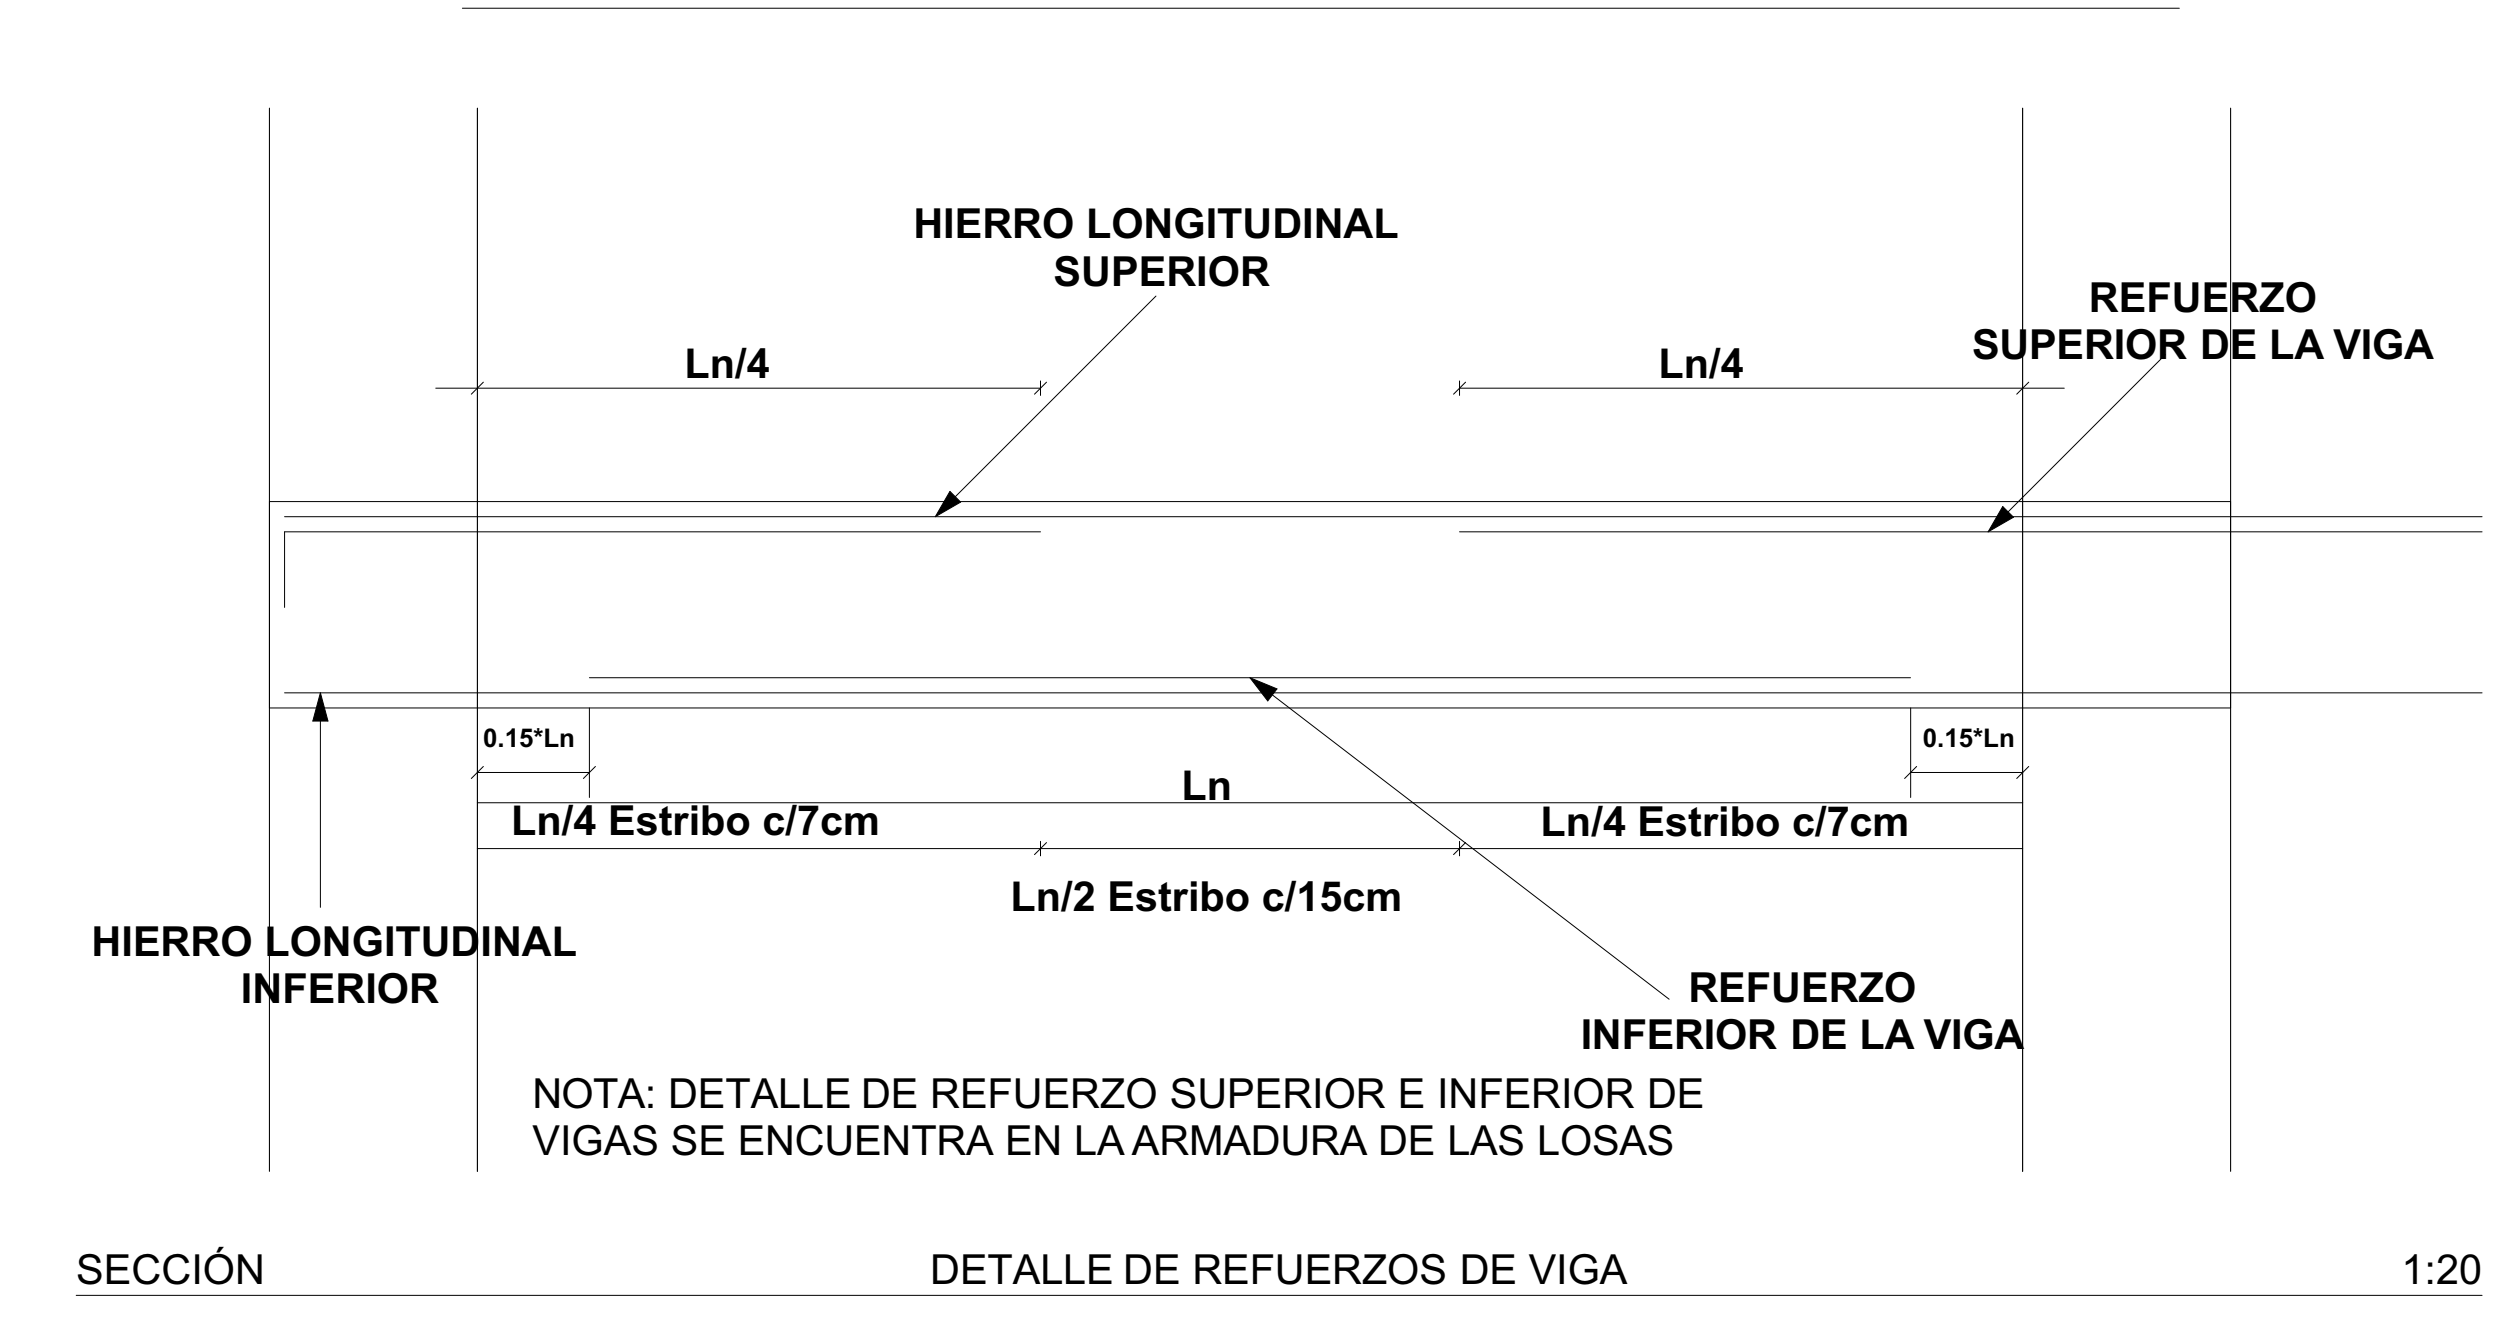 HIERRO LONGITUDINAL
SUPERIOR
REFUERZO
SUPERIOR DE LA VIGA
Ln/4
Ln/4
0.15*Ln
0.15*Ln
Ln
Ln/4 Estribo c/7cm
Ln/4 Estribo c/7cm
Ln/2 Estribo c/15cm
HIERRO LONGITUDINAL
INFERIOR
REFUERZO
INFERIOR DE LA VIGA
NOTA: DETALLE DE REFUERZO SUPERIOR E INFERIOR DE
VIGAS SE ENCUENTRA EN LA ARMADURA DE LAS LOSAS
SECCIÓN
DETALLE DE REFUERZOS DE VIGA
1:20